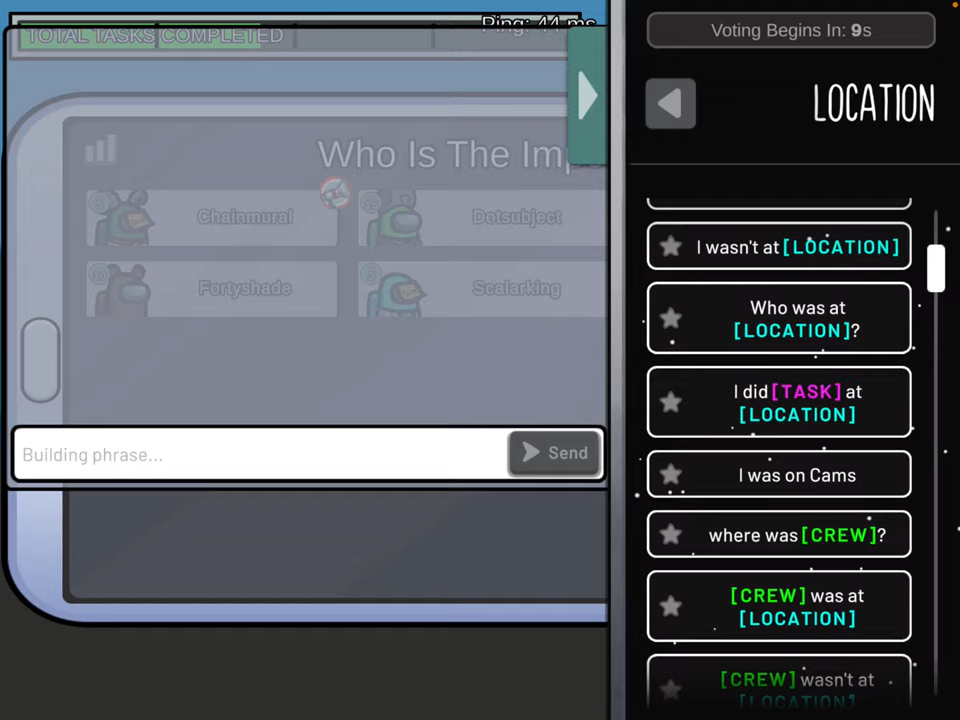 TOTAL TASKS COMPLETED
Ping: 44 ms
Who Is The Imp
Chainmural
Dotsubject
Fortyshade
Scalarking
Building phrase...
Send
Voting Begins In: 9s
LOCATION
I wasn't at [LOCATION]
Who was at
[LOCATION]?
I did [TASK] at
[LOCATION]
I was on Cams
where was [CREW]?
[CREW] was at
[LOCATION]
[CREW] wasn't at
[LOCATION]